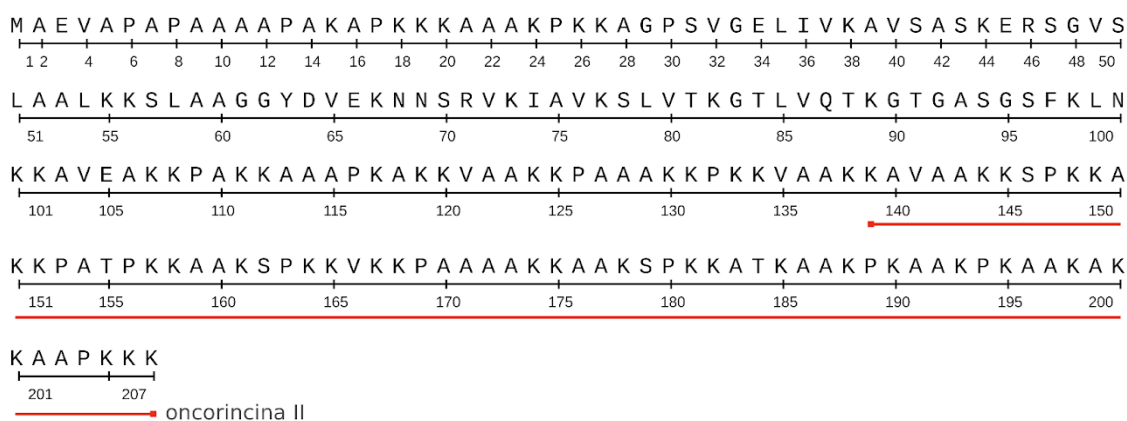 M A E V A P A P A A A A P A K A P K K K A A A K P K K A G P S V G E L I V K A V S A S K E R S G V S
1 2 4 6 8 10 12 14 16 18 20 22 24 26 28 30 32 34 36 38 40 42 44 46 48 50
L A A L K K S L A A G G Y D V E K N N S R V K I A V K S L V T K G T L V Q T K G T G A S G S F K L N
51 55 60 65 70 75 80 85 90 95 100
K K A V E A K K P A K K A A A P K A K K V A A K K P A A A K K P K K V A A K K A V A A K K S P K K A
101 105 110 115 120 125 130 135 140 145 150
K K P A T P K K A A K S P K K V K K P A A A A K K A A K S P K K A T K A A K P K A A K P K A A K A K
151 155 160 165 170 175 180 185 190 195 200
K A A P K K K
201 207
oncorincina II